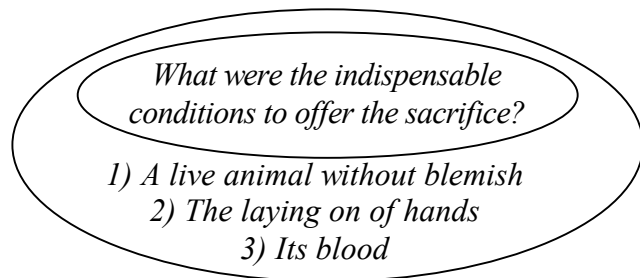 What were the indispensable
conditions to offer the sacrifice?
1) A live animal without blemish
2) The laying on of hands
3) Its blood